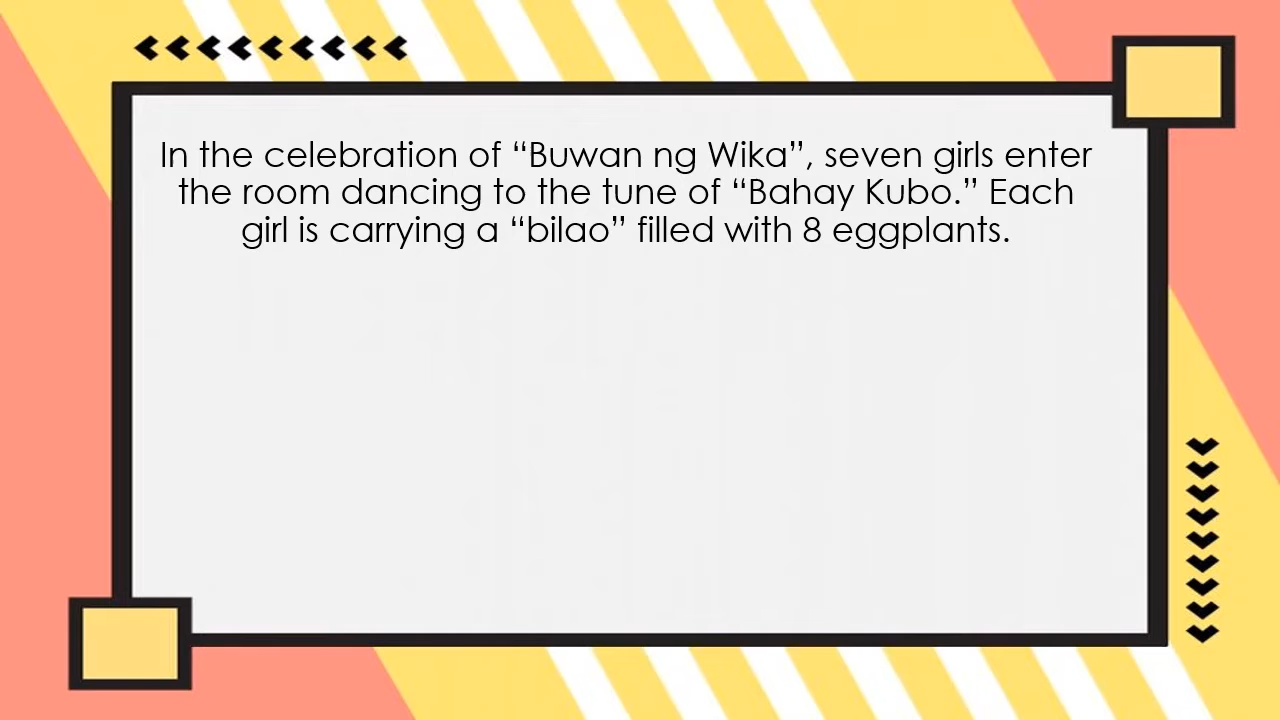 In the celebration of “Buwan ng Wika”, seven girls enter
the room dancing to the tune of “Bahay Kubo.” Each
girl is carrying a “bilao” filled with 8 eggplants.